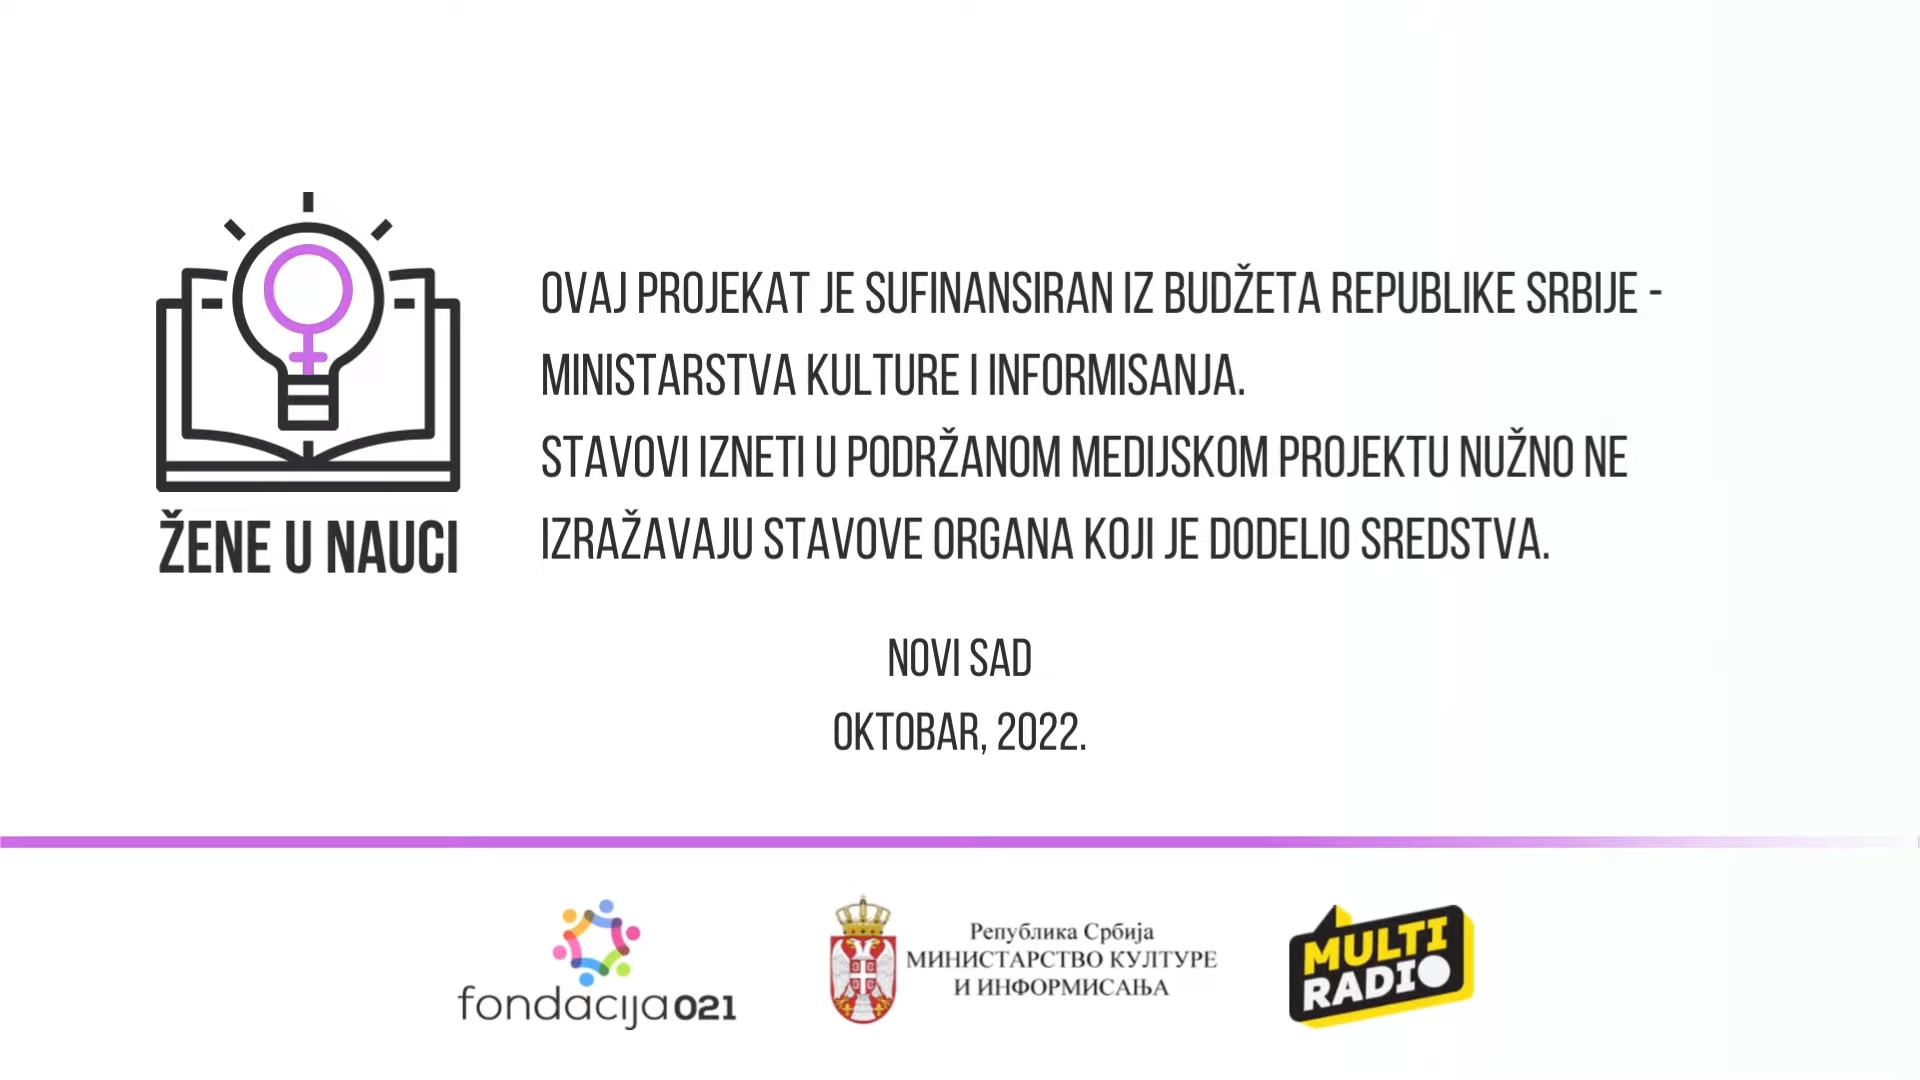 OVAJ PROJEKAT JE SUFINANSIRAN IZ BUDŽETA REPUBLIKE SRBIJE -
MINISTARSTVA KULTURE I INFORMISANJA.
STAVOVI IZNETI U PODRŽANOM MEDIJSKOM PROJEKTU NUŽNO NE
IZRAŽAVAJU STAVOVE ORGANA KOJI JE DODELIO SREDSTVA.
ŽENE U NAUCI
NOVI SAD
OKTOBAR, 2022.
fondacija021
Република Србија
МИНИСТАРСТВО КУЛТУРЕ
И ИНФОРМИСАЊА
MULTI
RADIO